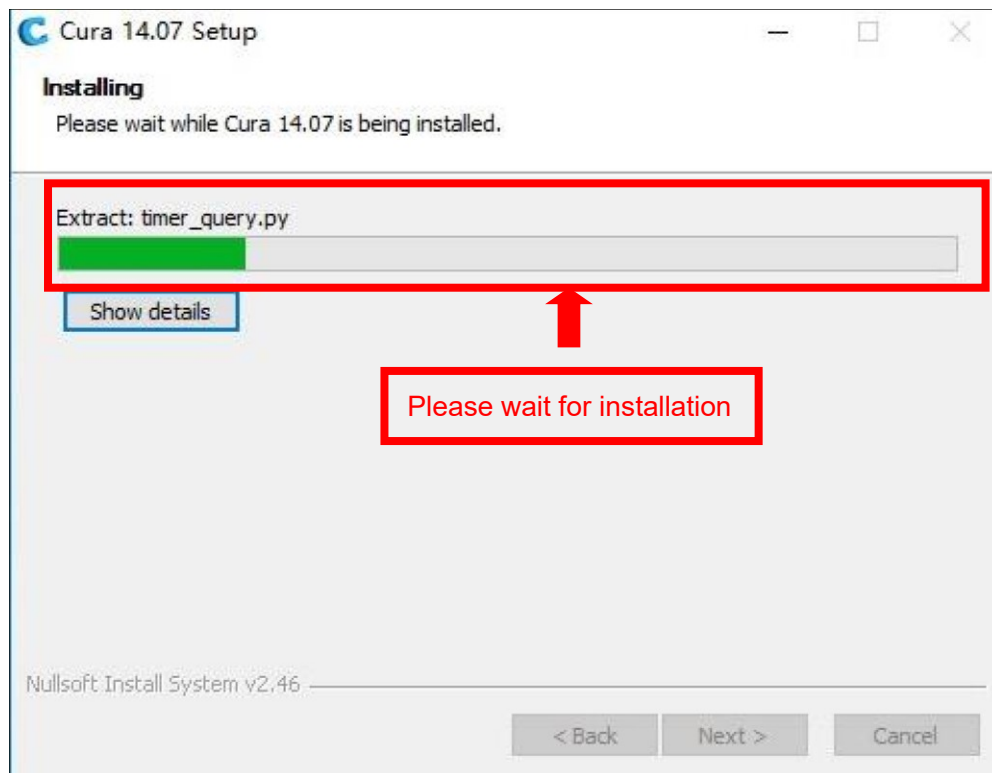 Cura 14.07 Setup
Installing
Please wait while Cura 14.07 is being installed.
Extract: timer_query.py
Show details
Please wait for installation
Nullsoft Install System v2.46
< Back Next > Cancel